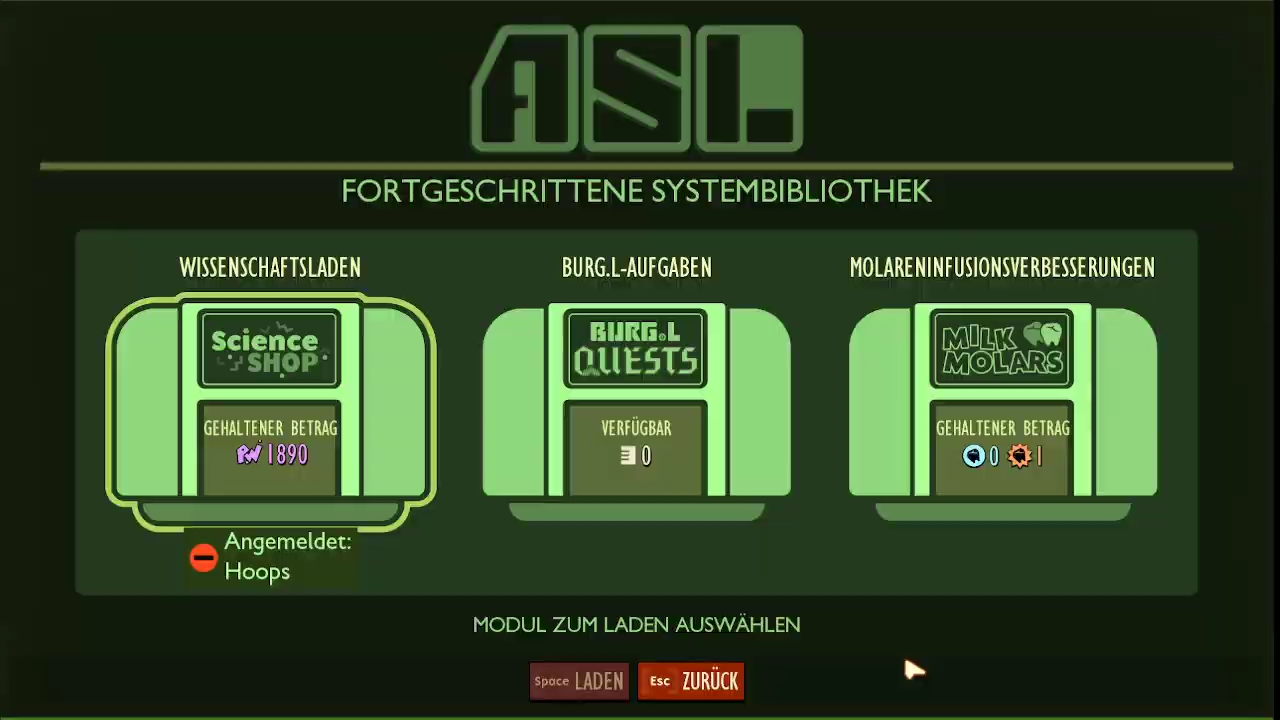 ASL
FORTGESCHRITTENE SYSTEMBIBLIOTHEK
WISSENSCHAFTSLADEN
BURG.L-AUFGABEN
MOLARENINFUSIONSVERBESSERUNGEN
Science
SHOP
BURG.L
QUESTS
MILK
MOLARS
GEHALTENER BETRAG
1890
VERFÜGBAR
0
GEHALTENER BETRAG
0 1
Angemeldet:
Hoops
MODUL ZUM LADEN AUSWÄHLEN
Space LADEN
Esc ZURÜCK